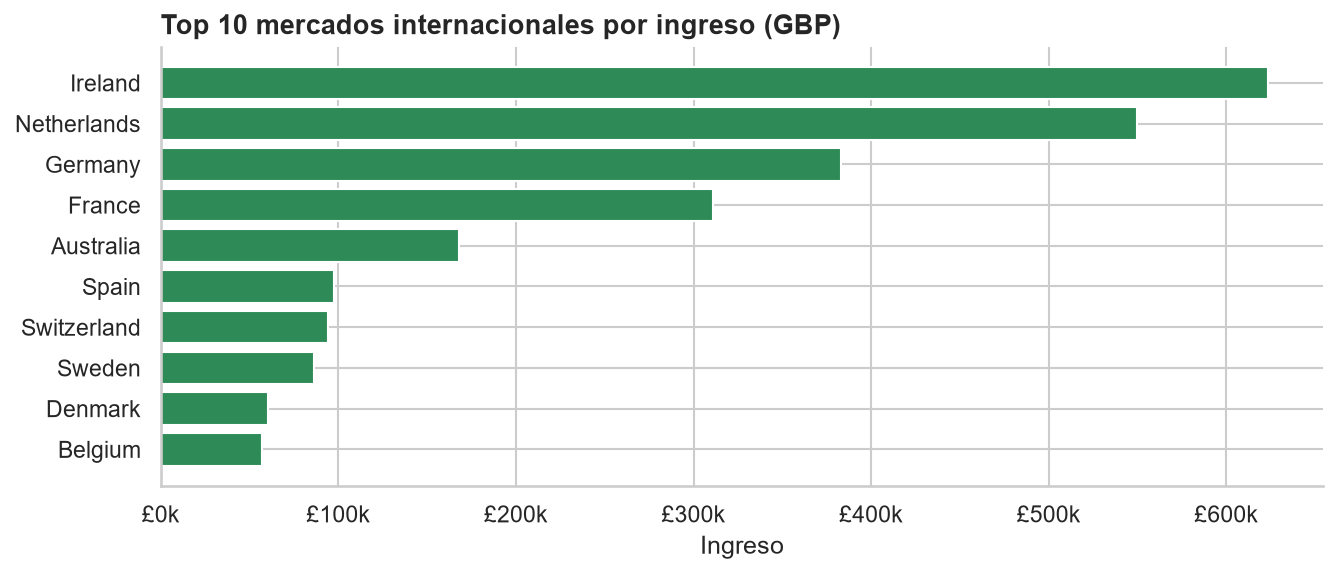 Top 10 mercados internacionales por ingreso (GBP)
Ireland
Netherlands
Germany
France
Australia
Spain
Switzerland
Sweden
Denmark
Belgium
£0k £100k £200k £300k £400k £500k £600k
Ingreso